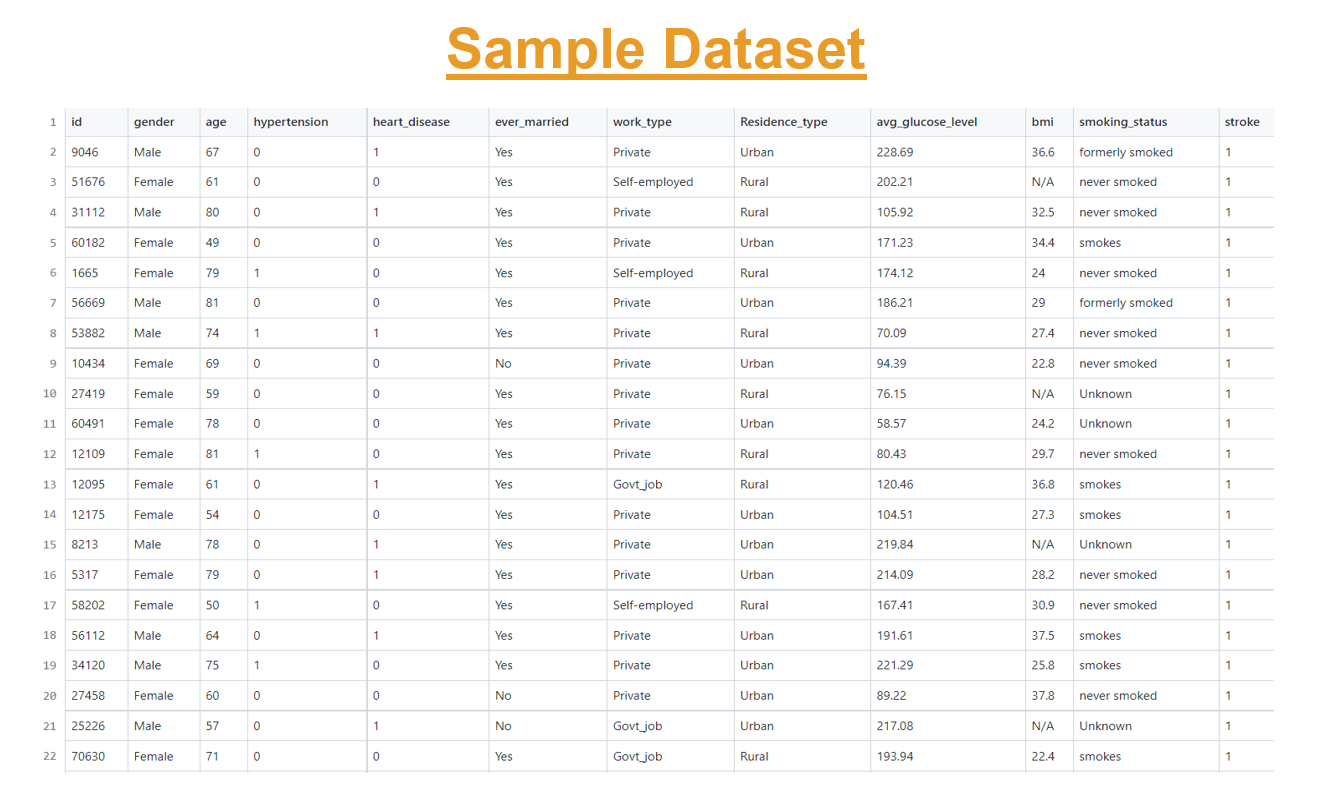 Sample Dataset
1 id gender age hypertension heart_disease ever_married work_type Residence_type avg_glucose_level bmi smoking_status stroke
2 9046 Male 67 0 1 Yes Private Urban 228.69 36.6 formerly smoked 1
3 51676 Female 61 0 0 Yes Self-employed Rural 202.21 N/A never smoked 1
4 31112 Male 80 0 1 Yes Private Rural 105.92 32.5 never smoked 1
5 60182 Female 49 0 0 Yes Private Urban 171.23 34.4 smokes 1
6 1665 Female 79 1 0 Yes Self-employed Rural 174.12 24 never smoked 1
7 56669 Male 81 0 0 Yes Private Urban 186.21 29 formerly smoked 1
8 53882 Male 74 1 1 Yes Private Rural 70.09 27.4 never smoked 1
9 10434 Female 69 0 0 No Private Urban 94.39 22.8 never smoked 1
10 27419 Female 59 0 0 Yes Private Rural 76.15 N/A Unknown 1
11 60491 Female 78 0 0 Yes Private Urban 58.57 24.2 Unknown 1
12 12109 Female 81 1 0 Yes Private Rural 80.43 29.7 never smoked 1
13 12095 Female 61 0 1 Yes Govt_job Rural 120.46 36.8 smokes 1
14 12175 Female 54 0 0 Yes Private Urban 104.51 27.3 smokes 1
15 8213 Male 78 0 1 Yes Private Urban 219.84 N/A Unknown 1
16 5317 Female 79 0 1 Yes Private Urban 214.09 28.2 never smoked 1
17 58202 Female 50 1 0 Yes Self-employed Rural 167.41 30.9 never smoked 1
18 56112 Male 64 0 1 Yes Private Urban 191.61 37.5 smokes 1
19 34120 Male 75 1 0 Yes Private Urban 221.29 25.8 smokes 1
20 27458 Female 60 0 0 No Private Urban 89.22 37.8 never smoked 1
21 25226 Male 57 0 1 No Govt_job Urban 217.08 N/A Unknown 1
22 70630 Female 71 0 0 Yes Govt_job Rural 193.94 22.4 smokes 1